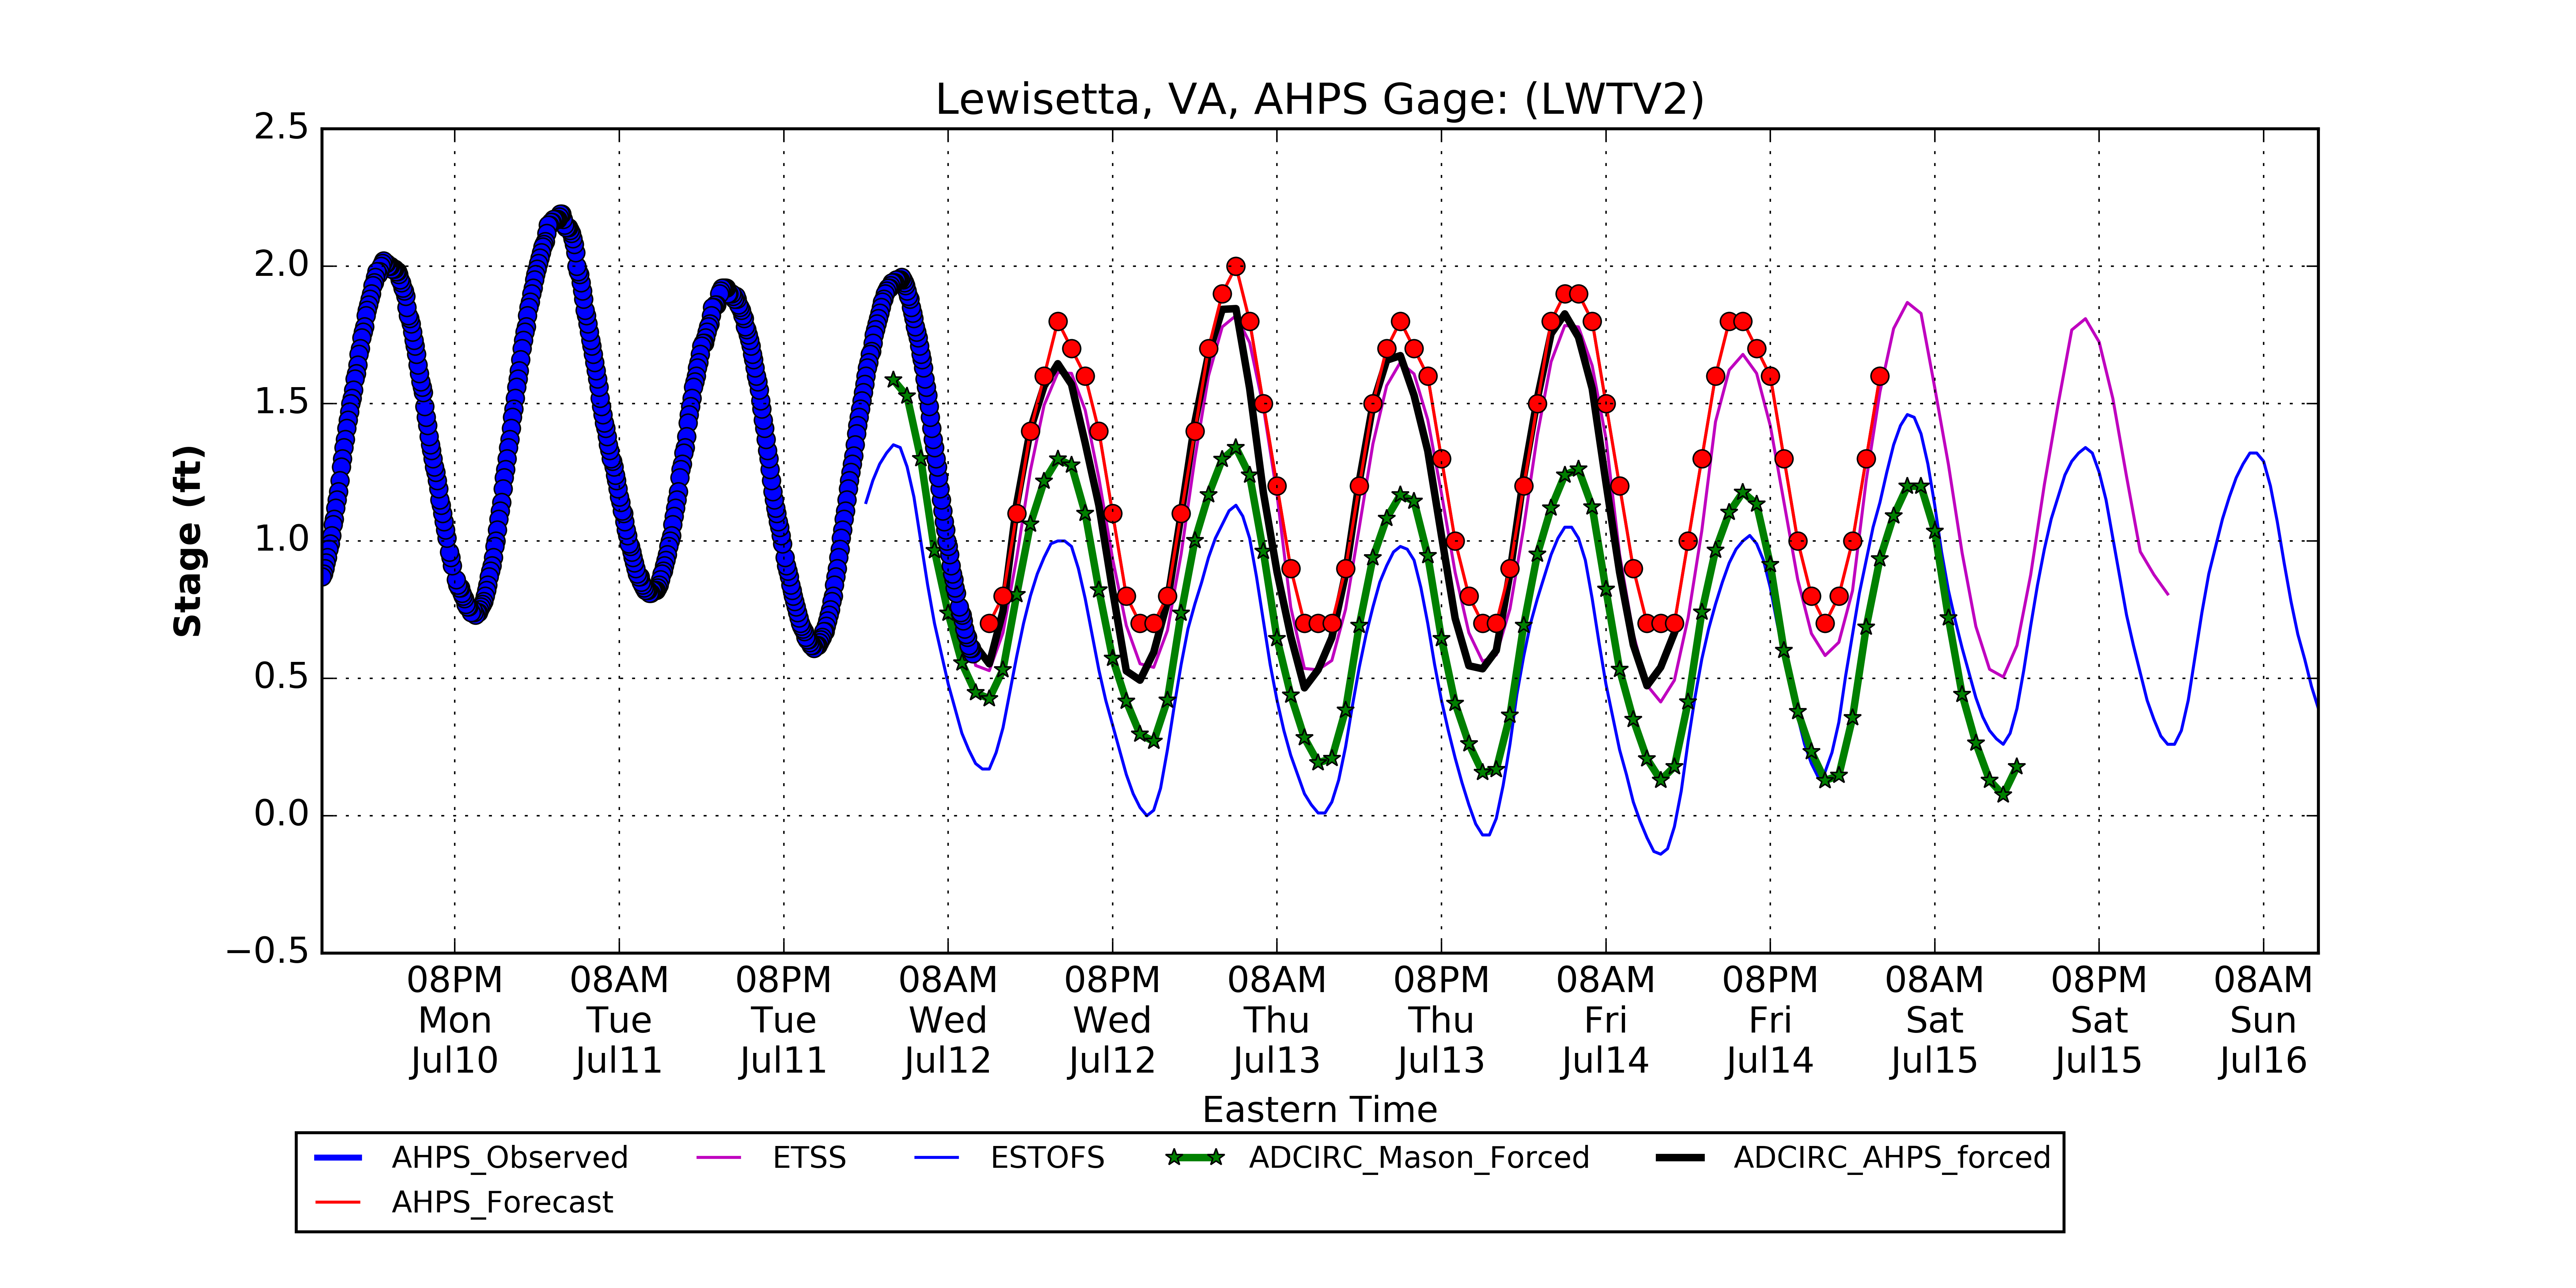 Lewisetta, VA, AHPS Gage: (LWTV2)
2.5
2.0
1.5
1.0
0.5
0.0
−0.5
Stage (ft)
08PM 08AM 08PM 08AM 08PM 08AM 08PM 08AM 08PM 08AM 08PM 08AM
Mon Tue Tue Wed Wed Thu Thu Fri Fri Sat Sat Sun
Jul10 Jul11 Jul11 Jul12 Jul12 Jul13 Jul13 Jul14 Jul14 Jul15 Jul15 Jul16
Eastern Time
AHPS_Observed ETSS ESTOFS ADCIRC_Mason_Forced ADCIRC_AHPS_forced
AHPS_Forecast